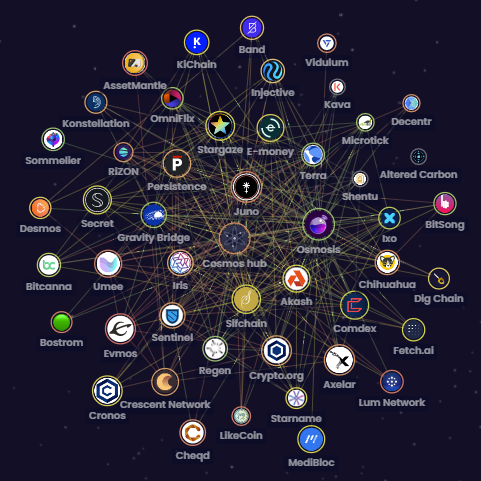 Band
KiChain
Vidulum
AssetMantle
Injective
Kava
Konstellation
OmniFlix
Decentr
Microtick
Stargaze
E-money
Sommelier
RiZON
Persistence
Terra
Altered Carbon
Shentu
Juno
Desmos
Secret
Gravity Bridge
Osmosis
Ixo
BitSong
Cosmos hub
Bitcanna
Umee
Iris
Akash
Chihuahua
Dig Chain
Sifchain
Bostrom
Evmos
Sentinel
Comdex
Fetch.ai
Regen
Crypto.org
Axelar
Cronos
Crescent Network
Lum Network
Starname
LikeCoin
Cheqd
MediBloc